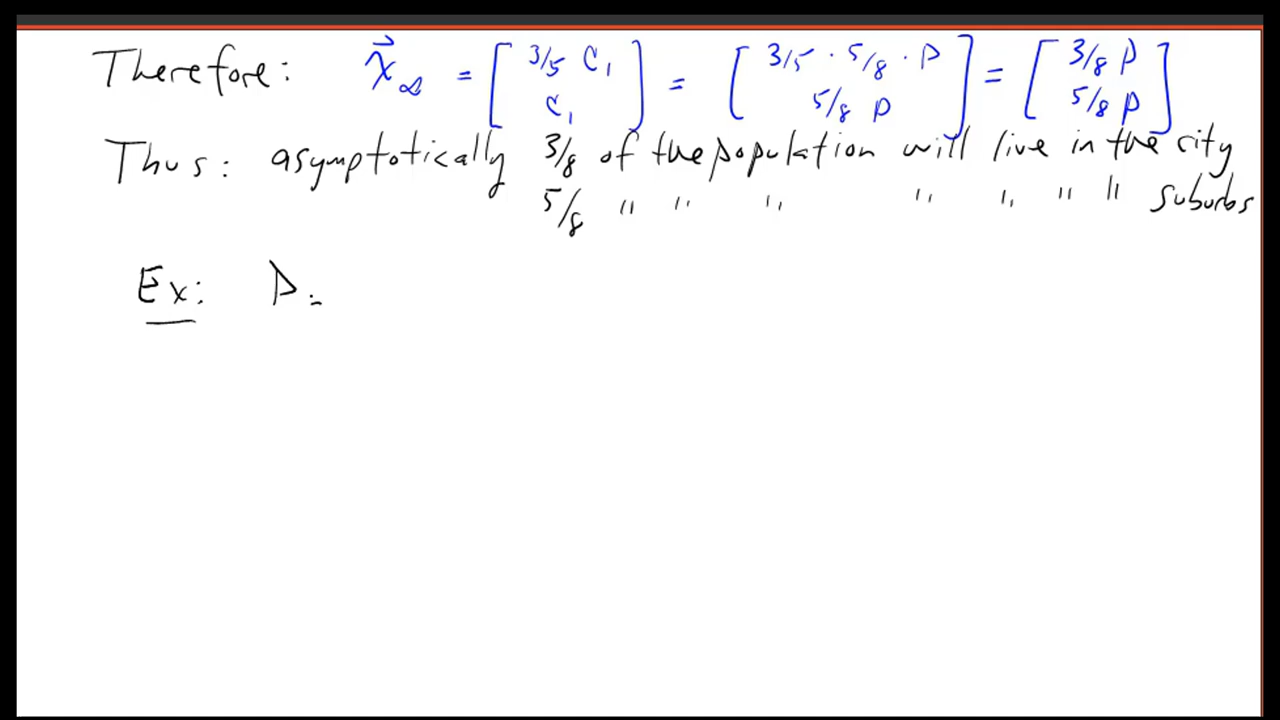 Therefore: x⃗∞ = [3/5 C₁ C₁] = [3/5 · 5/8 · P 5/8 P] = [3/8 P 5/8 P]
Thus: asymptotically 3/8 of the population will live in the city
5/8 " " " " " " " suburbs
Ex: P =